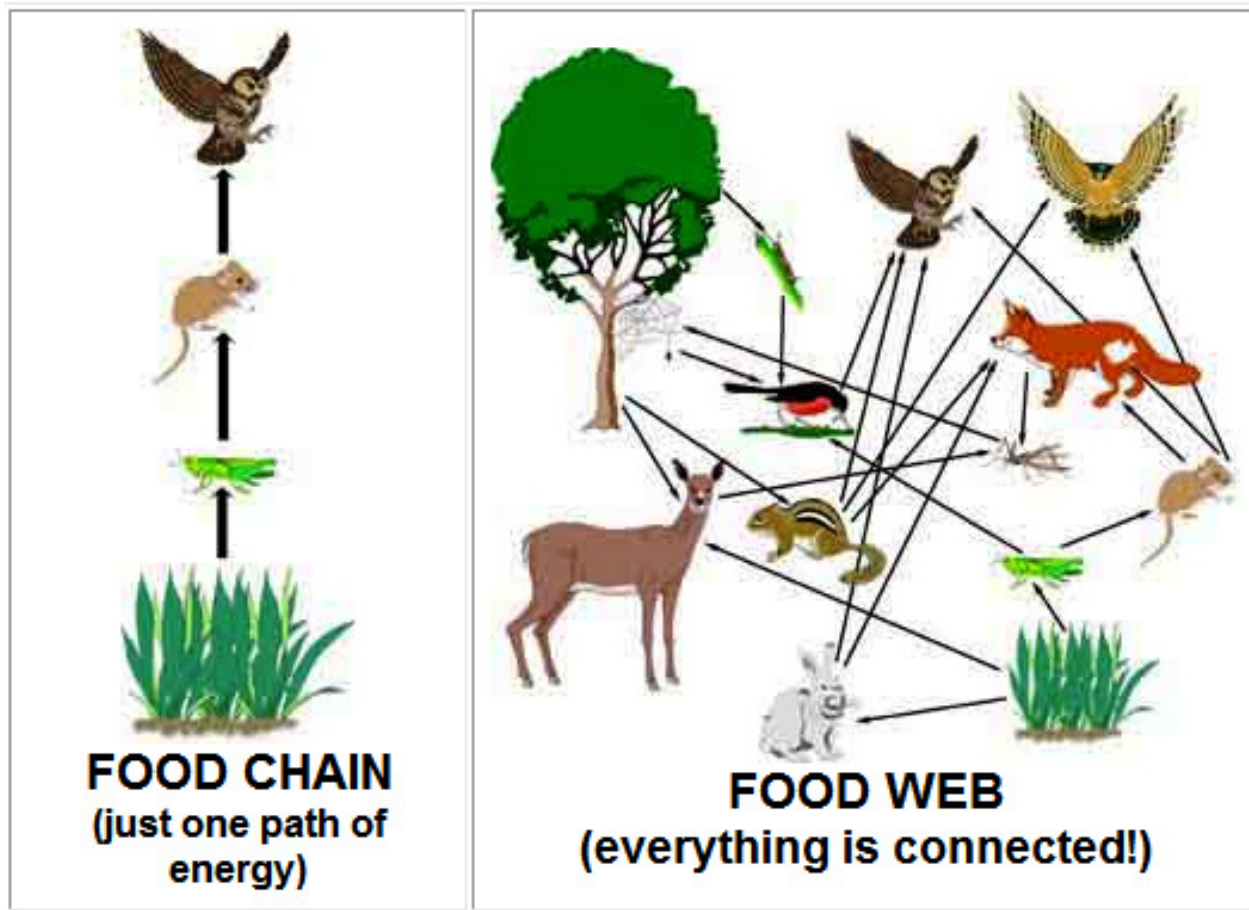 FOOD CHAIN
(just one path of
energy)
FOOD WEB
(everything is connected!)